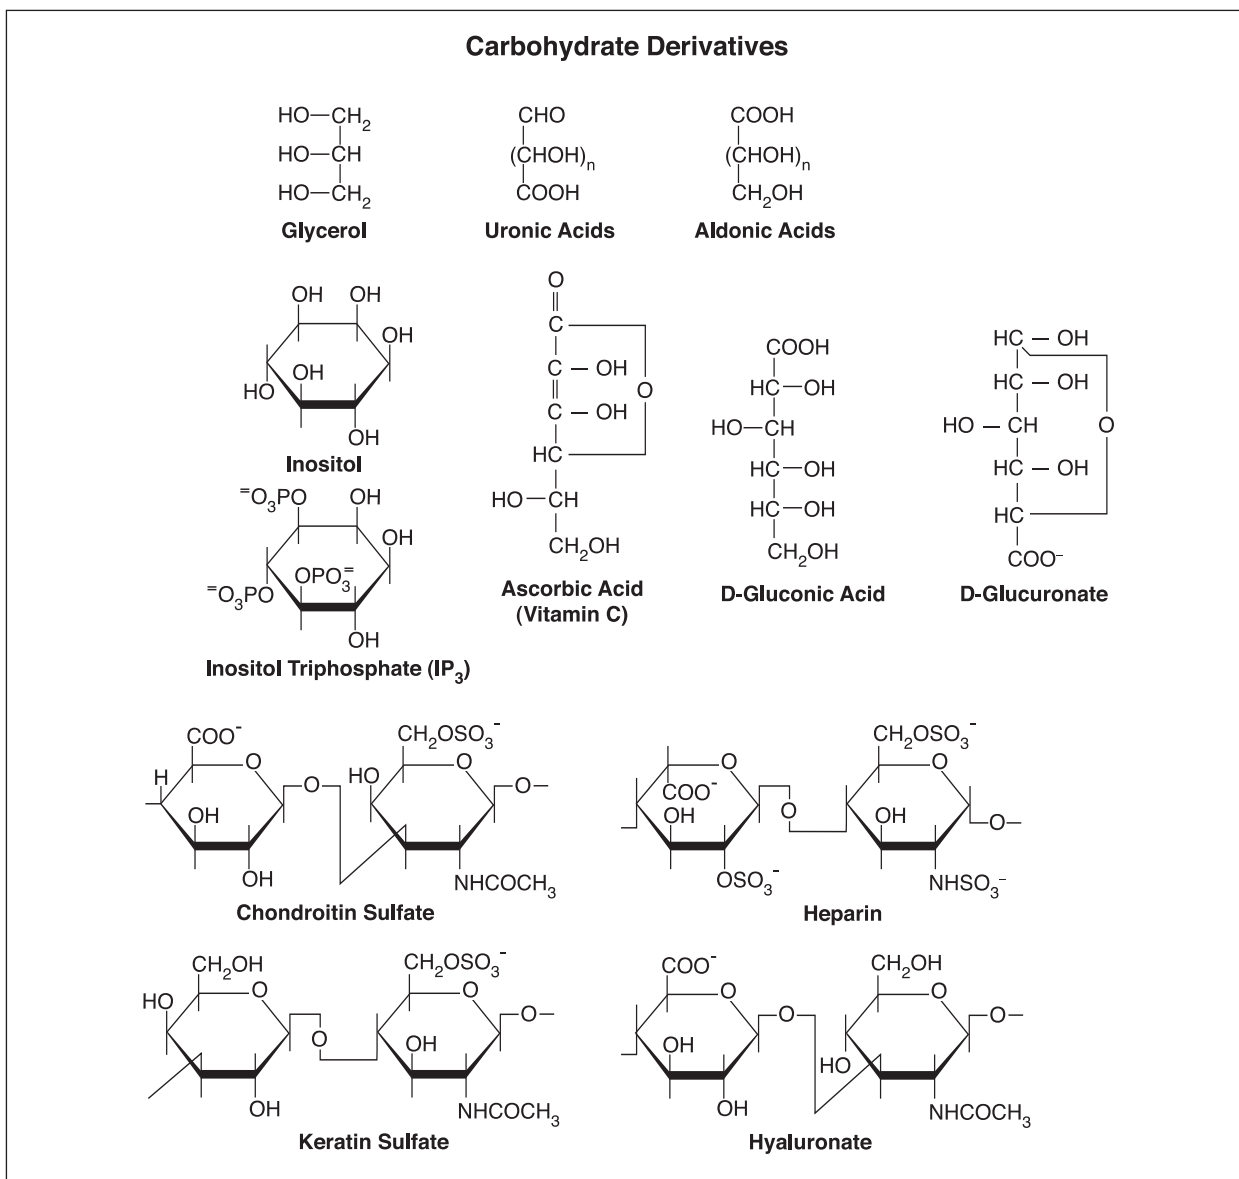 Carbohydrate Derivatives
HO—CH2
HO—CH
HO—CH2
Glycerol
CHO
(CHOH)n
COOH
Uronic Acids
COOH
(CHOH)n
CH2OH
Aldonic Acids
OH OH
OH
OH
HO
OH
Inositol
=O3PO OH
OH
OPO3=
=O3PO
OH
Inositol Triphosphate (IP3)
O
C
C — OH
O
C — OH
HC
HO—CH
CH2OH
Ascorbic Acid
(Vitamin C)
COOH
HC—OH
HO—CH
HC—OH
HC—OH
CH2OH
D-Gluconic Acid
HC — OH
HC — OH
HO — CH O
HC — OH
HC
COO-
D-Glucuronate
COO- CH2OSO3-
H O O HO O O
OH
OH NHCOCH3
Chondroitin Sulfate
CH2OSO3-
O O
COO-
OH O OH O
OSO3- NHSO3-
Heparin
CH2OH CH2OSO3-
HO O O O
O OH
OH NHCOCH3
Keratin Sulfate
COO- CH2OH
O O O O
OH HO
OH NHCOCH3
Hyaluronate